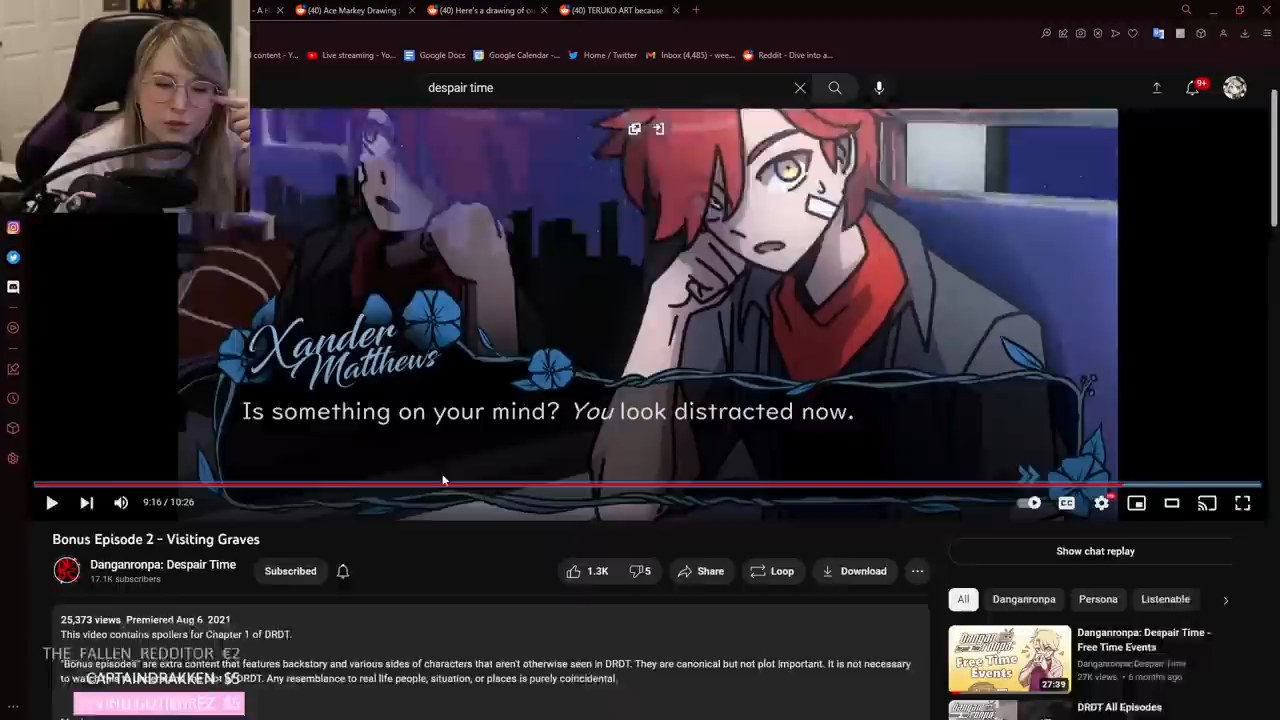 - A H
(40) Ace Markey Drawing :
(40) Here's a drawing of o
(40) TERUKO ART because
content - Y...
Live streaming - Yo...
Google Docs
Google Calendar -...
Home / Twitter
Inbox (4,485) - wee...
Reddit - Dive into a...
despair time
9+
Xander
Matthews
Is something on your mind? You look distracted now.
9:16 / 10:26
Bonus Episode 2 - Visiting Graves
Danganronpa: Despair Time
17.1K subscribers
Subscribed
1.3K
5
Share
Loop
Download
Show chat replay
All
Danganronpa
Persona
Listenable
25,373 views Premiered Aug 6, 2021
This video contains spoilers for Chapter 1 of DRDT.
THE_FALLEN_REDDITOR €2
"Bonus episodes" are extra content that features backstory and various sides of characters that aren't otherwise seen in DRDT. They are canonical but not plot important. It is not necessary
CAPTAINDRAKKEN $5
of DRDT. Any resemblance to real life people, situation, or places is purely coincidental
GUTIERREZ $5
Danganronpa: Despair Time -
Free Time Events
Danganronpa: Despair Time
27K views • 6 months ago
Free Time
Events
27:39
DRDT All Episodes